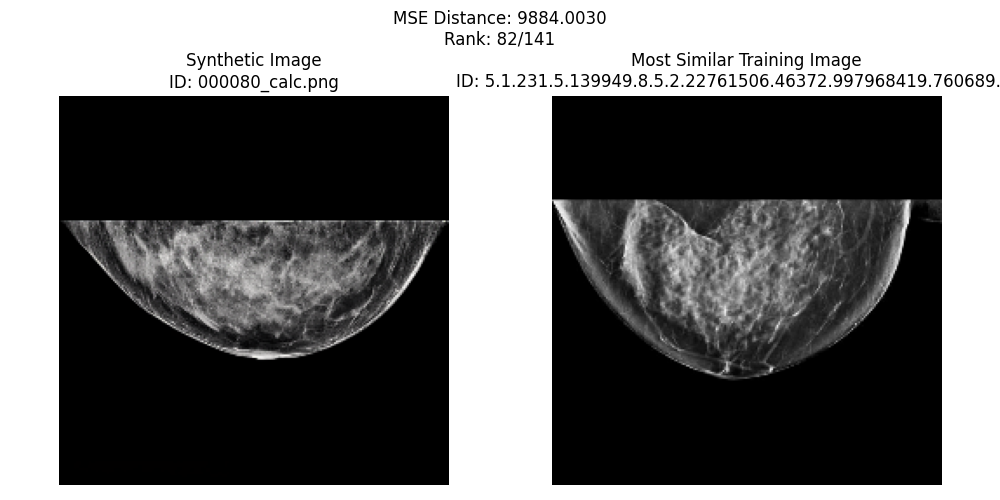 MSE Distance: 9884.0030
Rank: 82/141
Synthetic Image
ID: 000080_calc.png
Most Similar Training Image
ID: 5.1.231.5.139949.8.5.2.22761506.46372.997968419.760689.